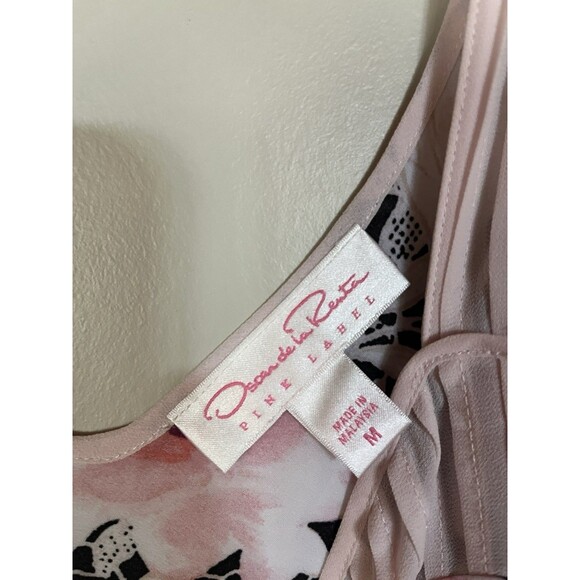 Oscar de la Renta
PINK LABEL
MADE IN
MALAYSIA
M